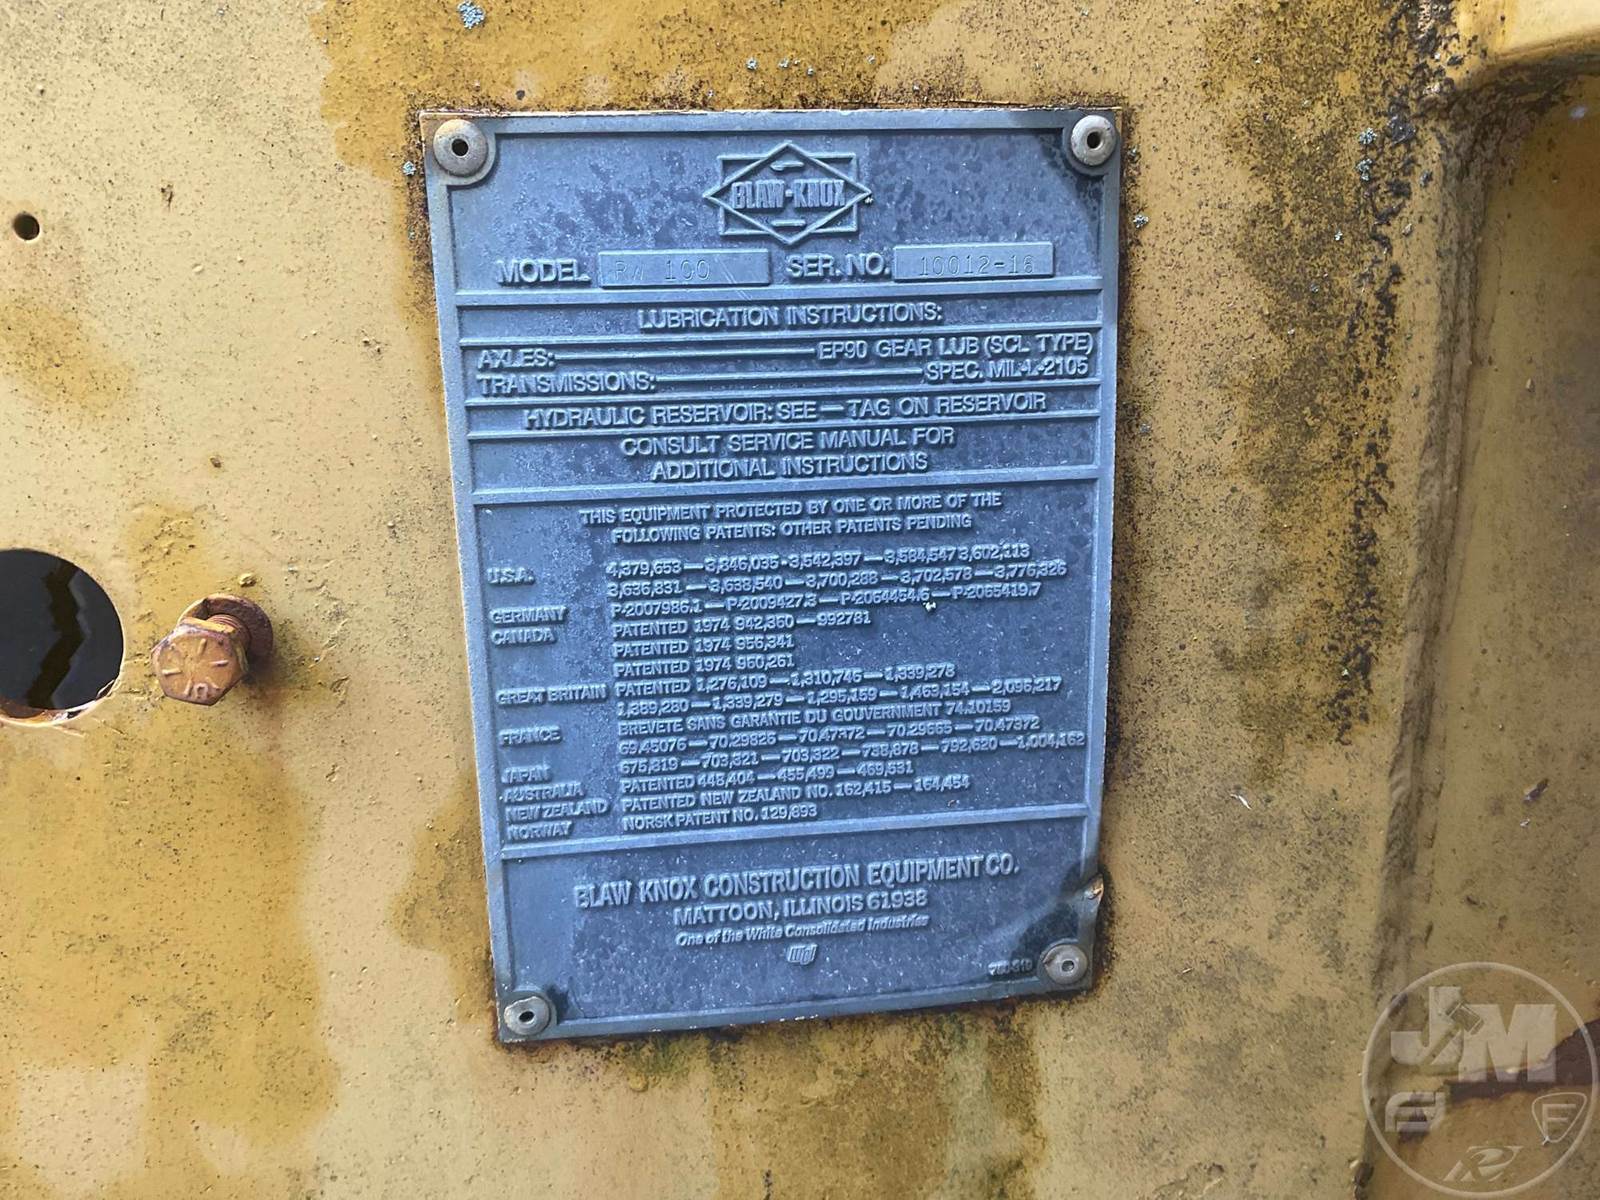 BLAW-KNOX
MODEL RW 100 SER. NO. 10012-16
LUBRICATION INSTRUCTIONS:
AXLES: EP90 GEAR LUB (SCL TYPE)
TRANSMISSIONS: SPEC. MIL-L-2105
HYDRAULIC RESERVOIR: SEE — TAG ON RESERVOIR
CONSULT SERVICE MANUAL FOR
ADDITIONAL INSTRUCTIONS
THIS EQUIPMENT PROTECTED BY ONE OR MORE OF THE
FOLLOWING PATENTS: OTHER PATENTS PENDING
U.S.A. 4,379,653 — 3,846,035 - 3,542,397 — 3,584,547 3,602,113
3,636,831 — 3,638,540 — 3,700,288 — 3,702,578 — 3,776,326
GERMANY P-2007986.1 — P-2009427.3 — P-2064454.6 — P-2065419.7
CANADA PATENTED 1974 942,360 — 992781
PATENTED 1974 956,341
PATENTED 1974 960,261
GREAT BRITAIN PATENTED 1,276,109 — 1,310,746 — 1,339,278
1,389,280 — 1,339,279 — 1,295,159 — 1,463,154 — 2,096,217
FRANCE BREVETE SANS GARANTIE DU GOUVERNMENT 74.10159
69,45076 — 70.29826 — 70.47372 — 70.29665 — 70.47372
JAPAN 675,819 — 703,321 — 703,322 — 738,878 — 792,620 — 1,004,162
AUSTRALIA PATENTED 448,404 — 455,499 — 469,531
NEW ZEALAND PATENTED NEW ZEALAND NO. 162,415 — 164,454
NORWAY NORSK PATENT NO. 129,893
BLAW KNOX CONSTRUCTION EQUIPMENT CO.
MATTOON, ILLINOIS 61938
One of the White Consolidated Industries
J&M